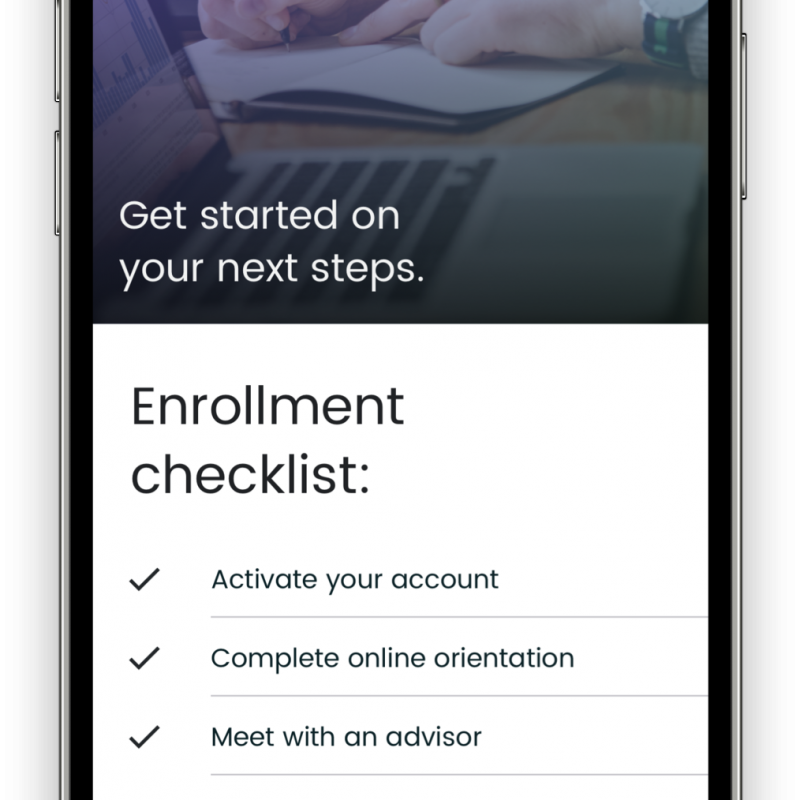 Get started on
your next steps.
Enrollment
checklist:
Activate your account
Complete online orientation
Meet with an advisor